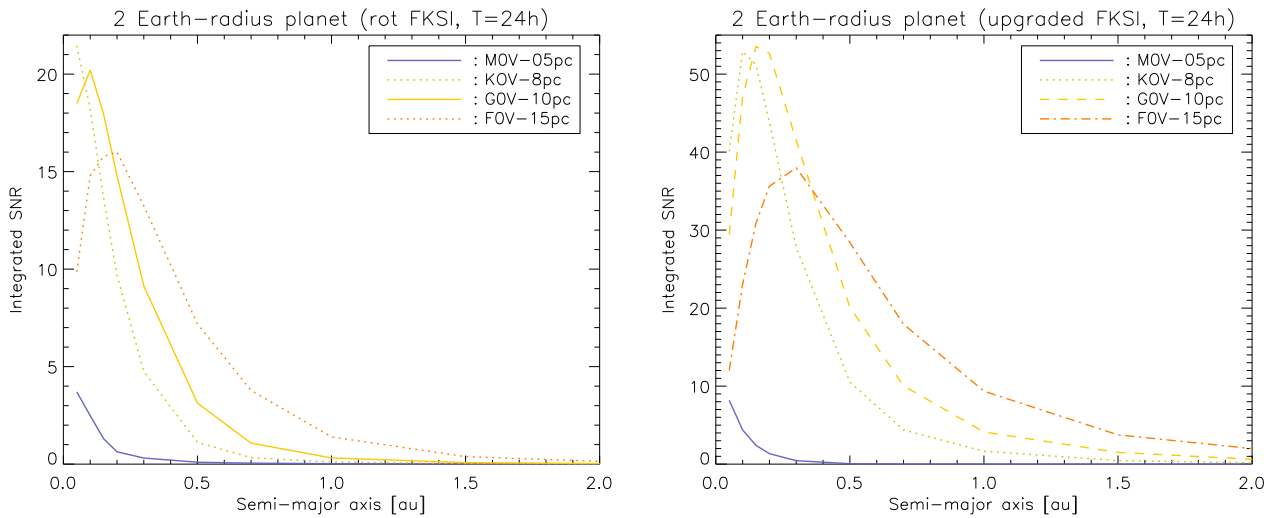 2 Earth-radius planet (rot FKSI, T=24h)
: M0V-05pc
: K0V-8pc
: G0V-10pc
: F0V-15pc
Integrated SNR
20
15
10
5
0
0.0 0.5 1.0 1.5 2.0
Semi-major axis [au]
2 Earth-radius planet (upgraded FKSI, T=24h)
: M0V-05pc
: K0V-8pc
: G0V-10pc
: F0V-15pc
Integrated SNR
50
40
30
20
10
0
0.0 0.5 1.0 1.5 2.0
Semi-major axis [au]